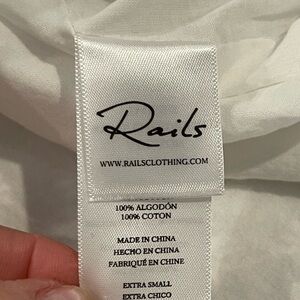 Rails
WWW.RAILSCLOTHING.COM
100% ALGODÓN
100% COTON
MADE IN CHINA
HECHO EN CHINA
FABRIQUÉ EN CHINE
EXTRA SMALL
EXTRA CHICO